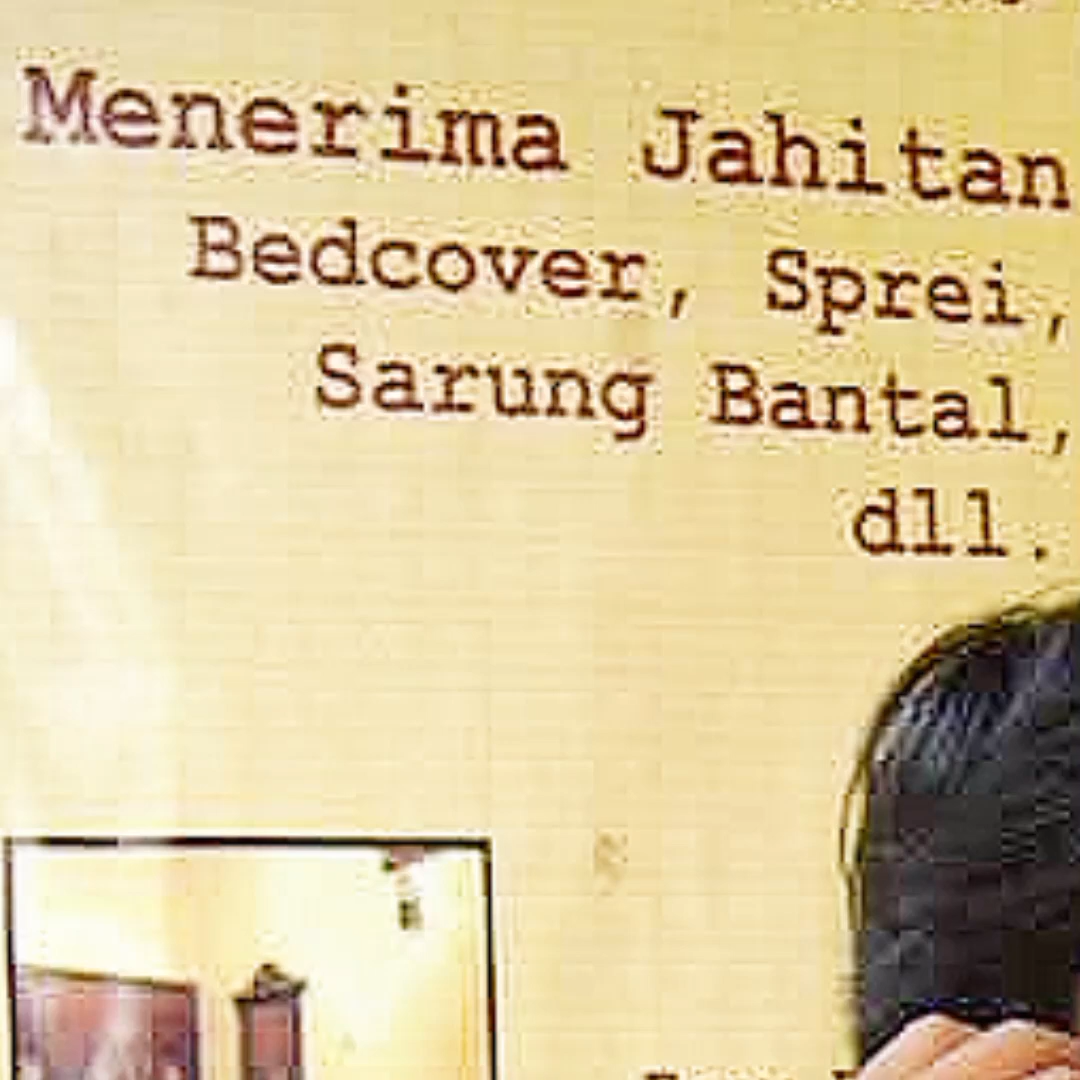 Menerima Jahitan
Bedcover, Sprei,
Sarung Bantal,
dll.